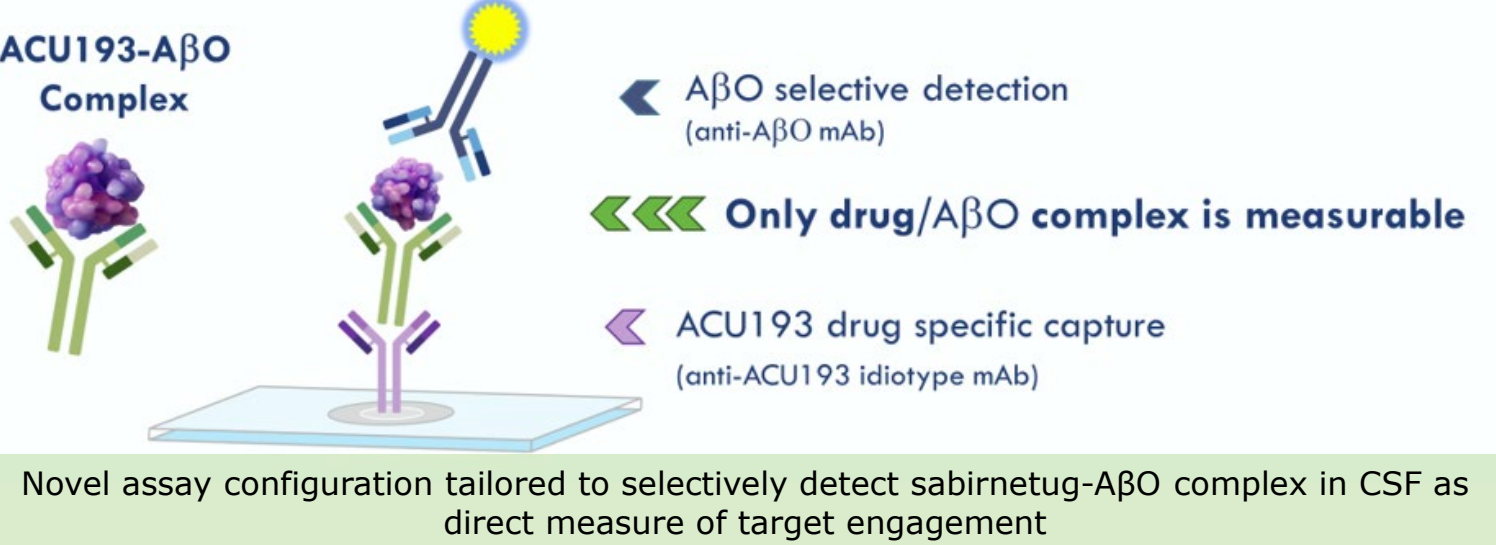 ACU193-AβO
Complex
AβO selective detection
(anti-AβO mAb)
Only drug/AβO complex is measurable
ACU193 drug specific capture
(anti-ACU193 idiotype mAb)
Novel assay configuration tailored to selectively detect sabirnetug-AβO complex in CSF as
direct measure of target engagement